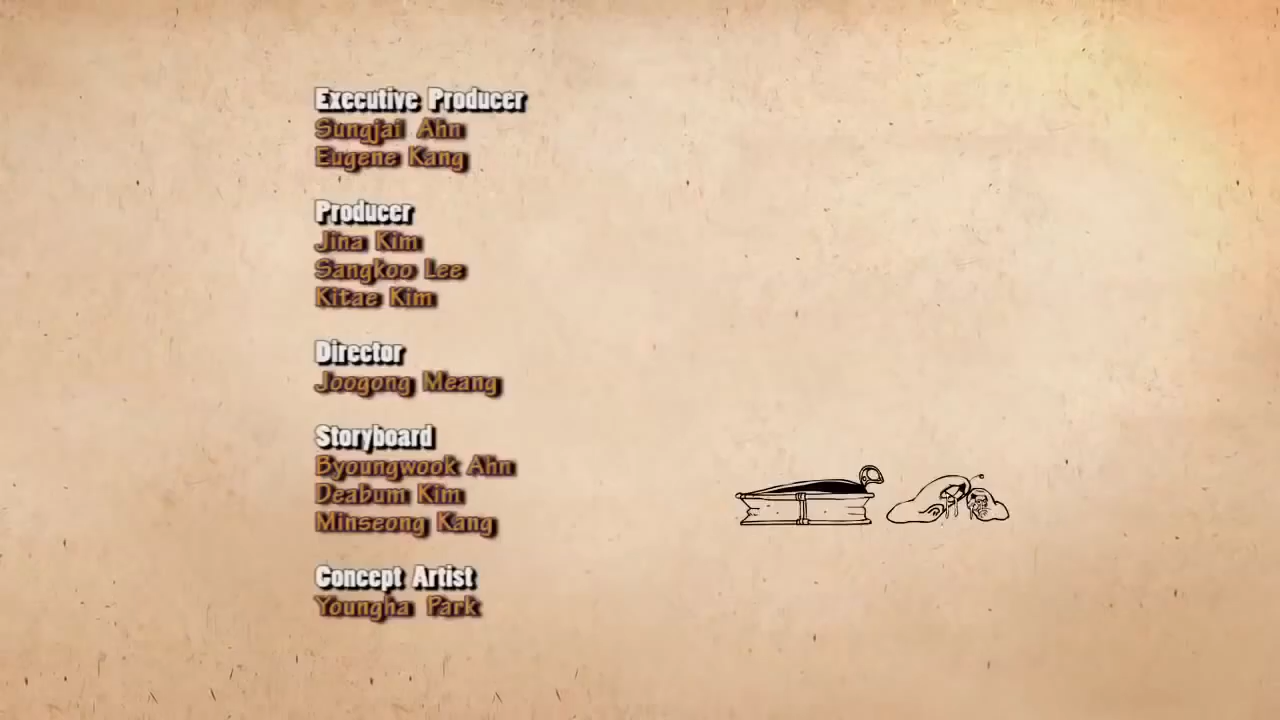 Executive Producer
Sungjai Ahn
Eugene Kang
Producer
Jina Kim
Sangkoo Lee
Kitae Kim
Director
Joogong Meang
Storyboard
Byoungwook Ahn
Deabum Kim
Minseong Kang
Concept Artist
Youngha Park